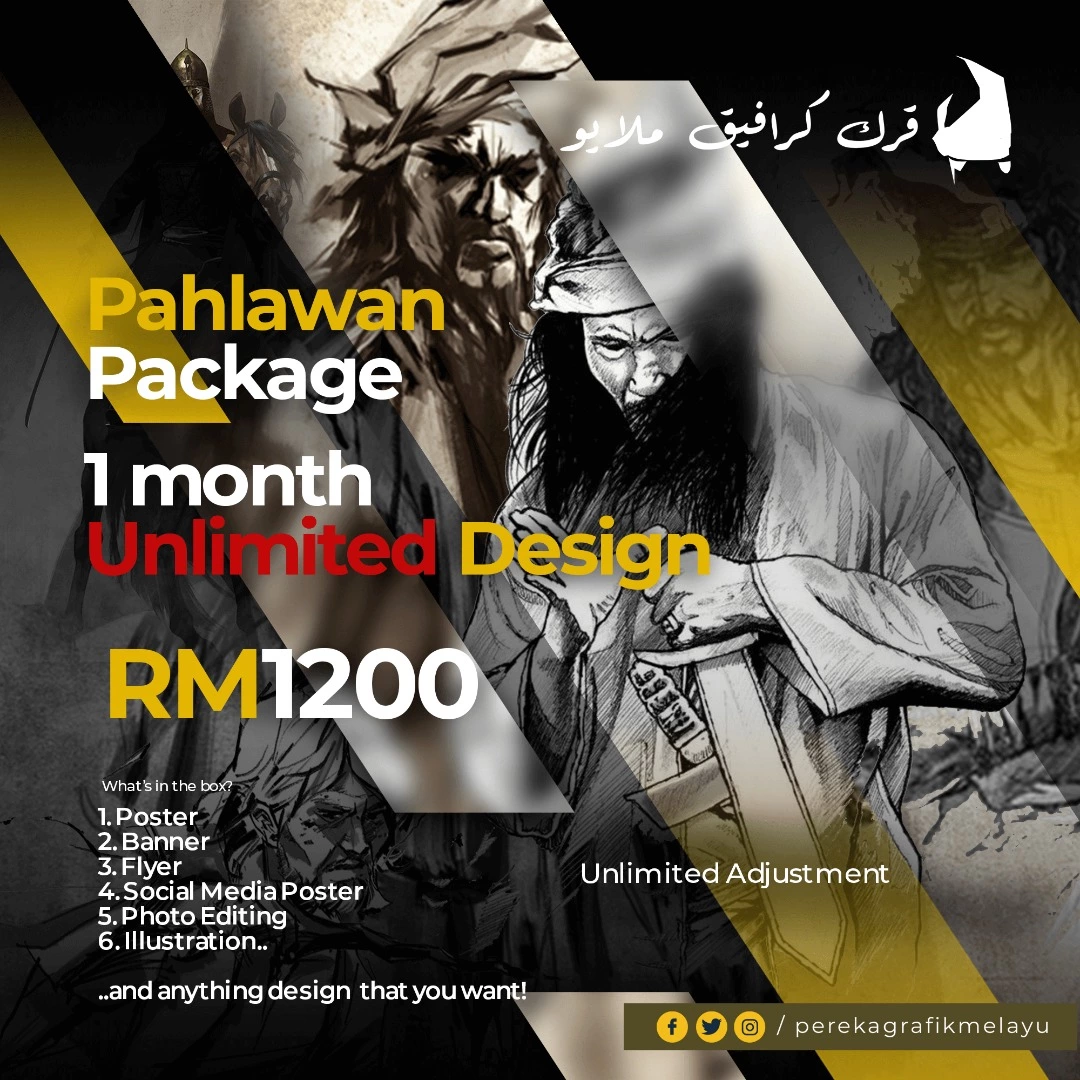 قرك كرافيق ملايو
Pahlawan
Package
1 month
Unlimited Design
RM1200
What's in the box?
1. Poster
2. Banner
3. Flyer
4. Social Media Poster
5. Photo Editing
6. Illustration..
..and anything design that you want!
Unlimited Adjustment
/ perekagrafikmelayu